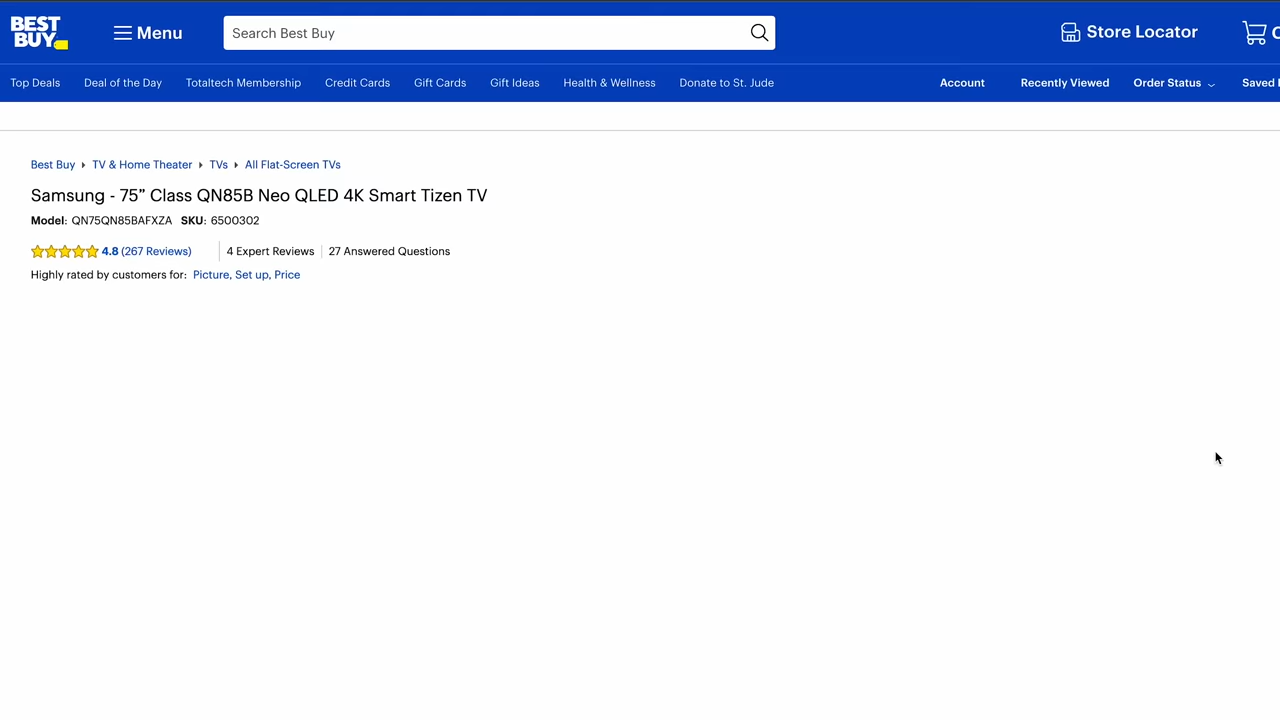 BEST BUY
Menu
Search Best Buy
Store Locator
C
Top Deals Deal of the Day Totaltech Membership Credit Cards Gift Cards Gift Ideas Health & Wellness Donate to St. Jude Account Recently Viewed Order Status Saved
Best Buy TV & Home Theater TVs All Flat-Screen TVs
Samsung - 75” Class QN85B Neo QLED 4K Smart Tizen TV
Model: QN75QN85BAFXZA SKU: 6500302
4.8 (267 Reviews) 4 Expert Reviews 27 Answered Questions
Highly rated by customers for: Picture, Set up, Price